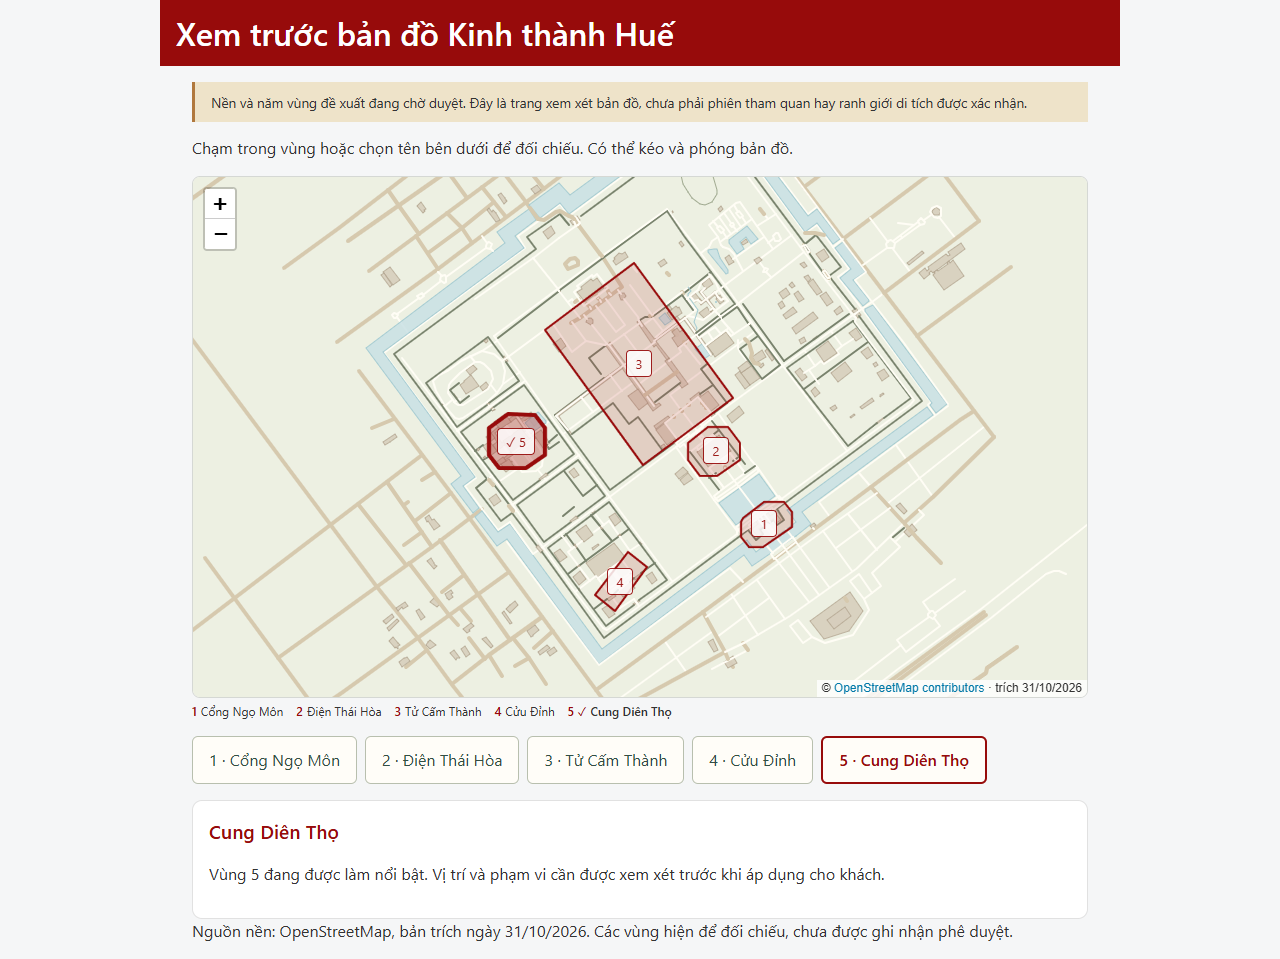 Xem trước bản đồ Kinh thành Huế
Nền và năm vùng đề xuất đang chờ duyệt. Đây là trang xem xét bản đồ, chưa phải phiên tham quan hay ranh giới di tích được xác nhận.
Chạm trong vùng hoặc chọn tên bên dưới để đối chiếu. Có thể kéo và phóng bản đồ.
+
−
3
✓ 5
2
1
4
© OpenStreetMap contributors · trích 31/10/2026
1 Cổng Ngọ Môn 2 Điện Thái Hòa 3 Tử Cấm Thành 4 Cửu Đỉnh 5 ✓ Cung Diên Thọ
1 · Cổng Ngọ Môn 2 · Điện Thái Hòa 3 · Tử Cấm Thành 4 · Cửu Đỉnh 5 · Cung Diên Thọ
Cung Diên Thọ
Vùng 5 đang được làm nổi bật. Vị trí và phạm vi cần được xem xét trước khi áp dụng cho khách.
Nguồn nền: OpenStreetMap, bản trích ngày 31/10/2026. Các vùng hiện để đối chiếu, chưa được ghi nhận phê duyệt.